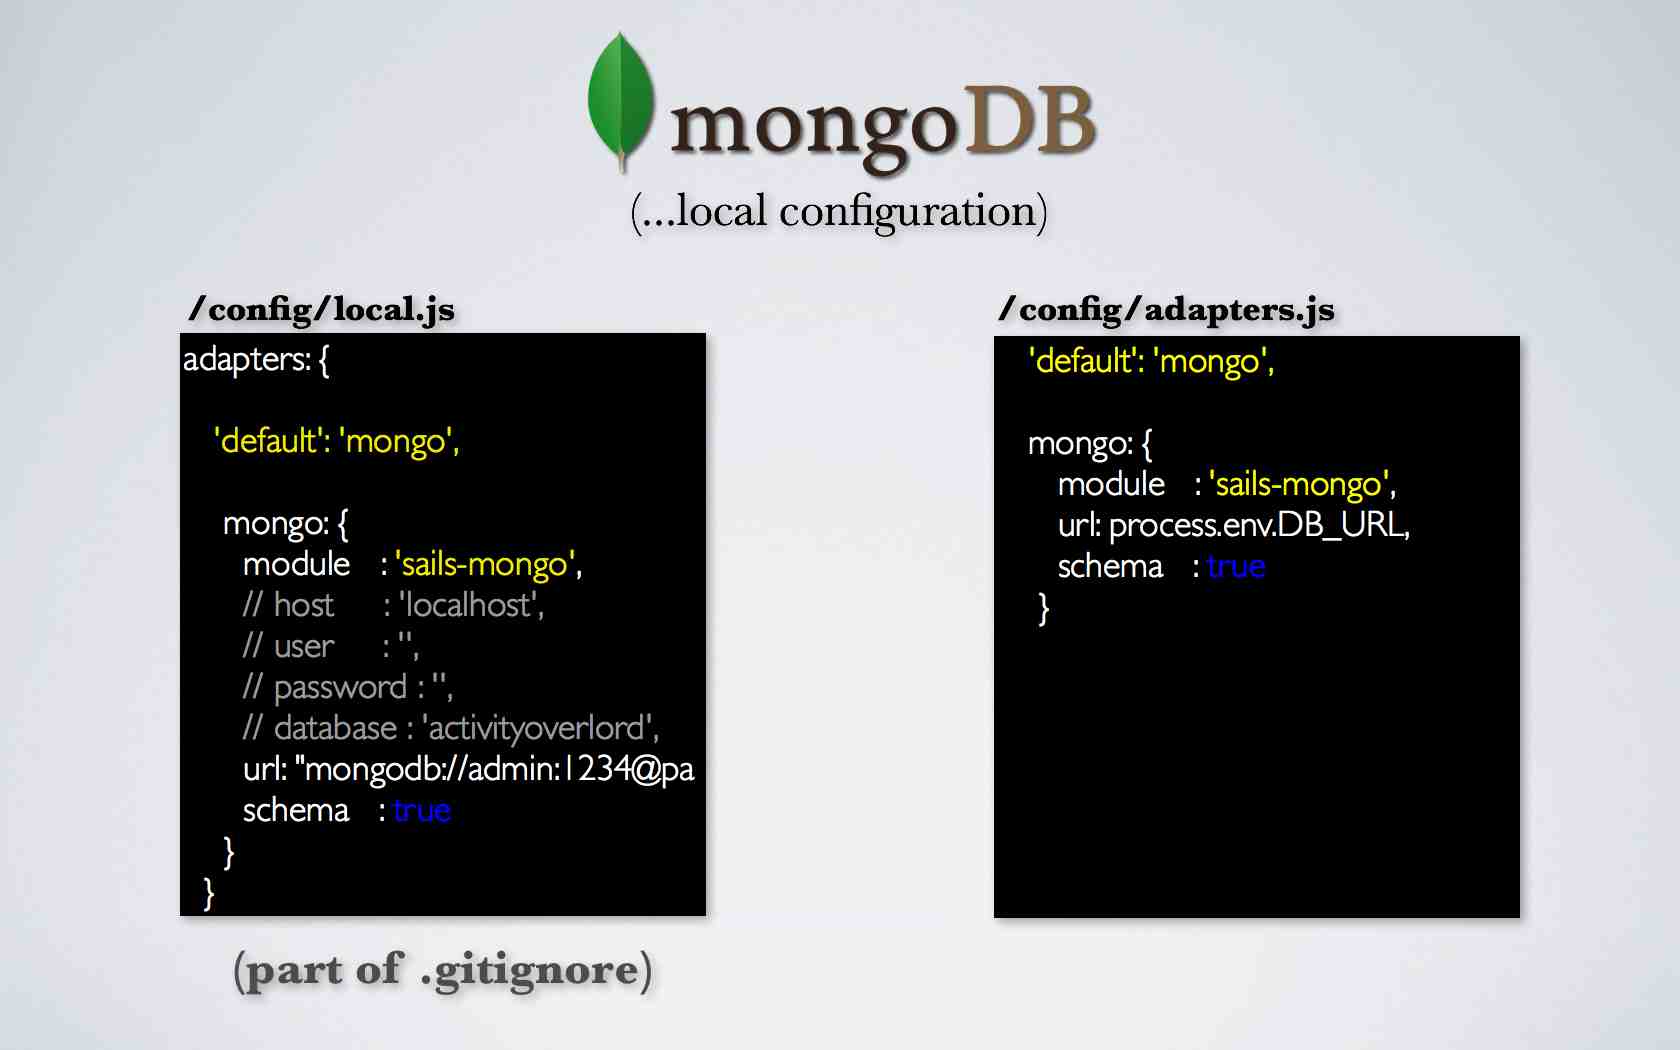 mongoDB
(...local configuration)
/config/local.js
adapters: {
'default': 'mongo',
mongo: {
module : 'sails-mongo',
// host : 'localhost',
// user : '',
// password : '',
// database : 'activityoverlord',
url: "mongodb://admin:1234@pa
schema : true
}
}
(part of .gitignore)
/config/adapters.js
'default': 'mongo',
mongo: {
module : 'sails-mongo',
url: process.env.DB_URL,
schema : true
}